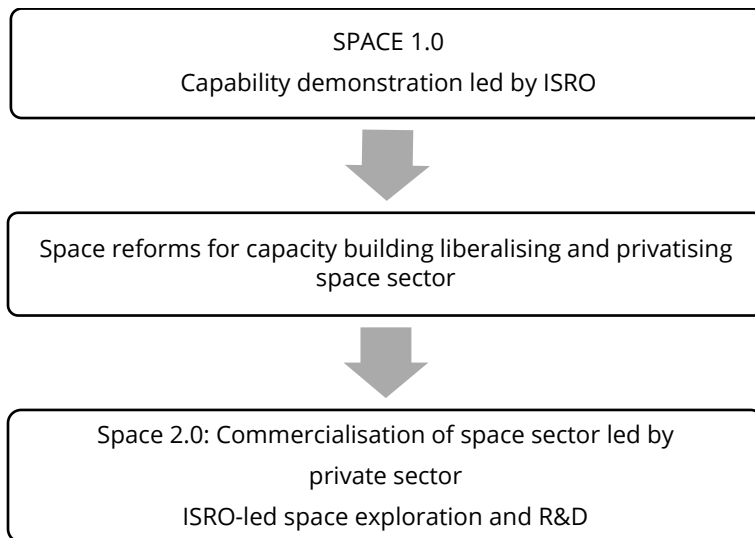 SPACE 1.0
Capability demonstration led by ISRO
Space reforms for capacity building liberalising and privatising
space sector
Space 2.0: Commercialisation of space sector led by
private sector
ISRO-led space exploration and R&D